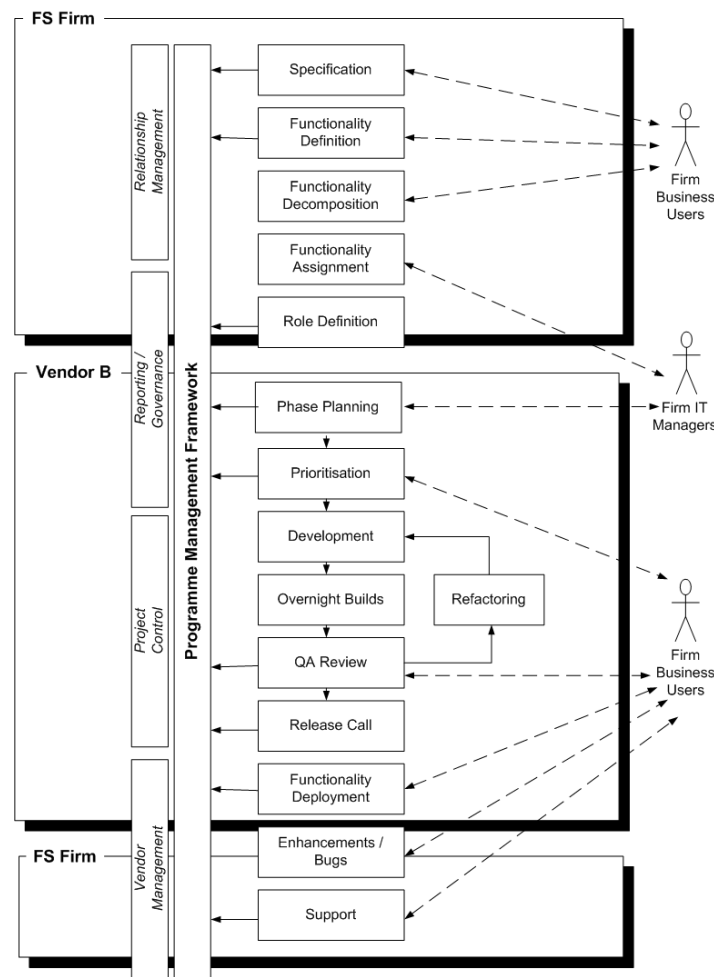 FS Firm
Relationship
Management
Programme Management Framework
Specification
Functionality
Definition
Functionality
Decomposition
Functionality
Assignment
Role Definition
Firm
Business
Users
Reporting /
Governance
Vendor B
Phase Planning
Firm IT
Managers
Prioritisation
Development
Project
Control
Overnight Builds
Refactoring
QA Review
Firm
Business
Users
Release Call
Functionality
Deployment
Vendor
Management
Enhancements /
Bugs
FS Firm
Support